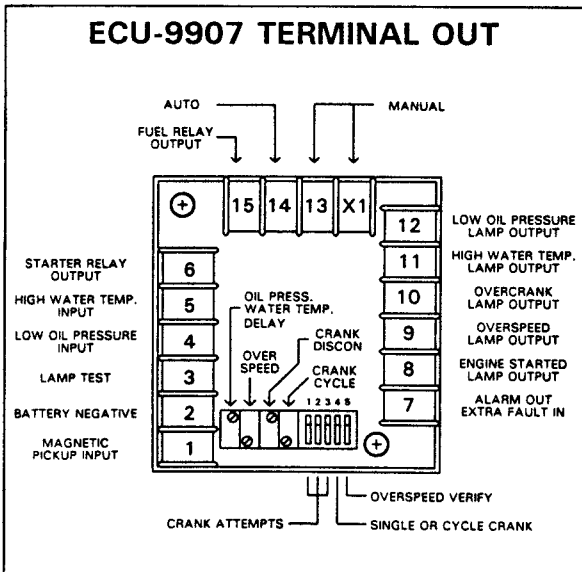 ECU-9907 TERMINAL OUT
AUTO
MANUAL
FUEL RELAY
OUTPUT
15 14 13 X1
12
LOW OIL PRESSURE
LAMP OUTPUT
11
HIGH WATER TEMP.
LAMP OUTPUT
10
OVERCRANK
LAMP OUTPUT
9
OVERSPEED
LAMP OUTPUT
8
ENGINE STARTED
LAMP OUTPUT
7
ALARM OUT
EXTRA FAULT IN
STARTER RELAY
OUTPUT
6
HIGH WATER TEMP.
INPUT
5
LOW OIL PRESSURE
INPUT
4
LAMP TEST
3
BATTERY NEGATIVE
2
MAGNETIC
PICKUP INPUT
1
OIL PRESS.
WATER TEMP.
DELAY
OVER
SPEED
CRANK
DISCON
CRANK
CYCLE
1 2 3 4 5
OVERSPEED VERIFY
CRANK ATTEMPTS
SINGLE OR CYCLE CRANK